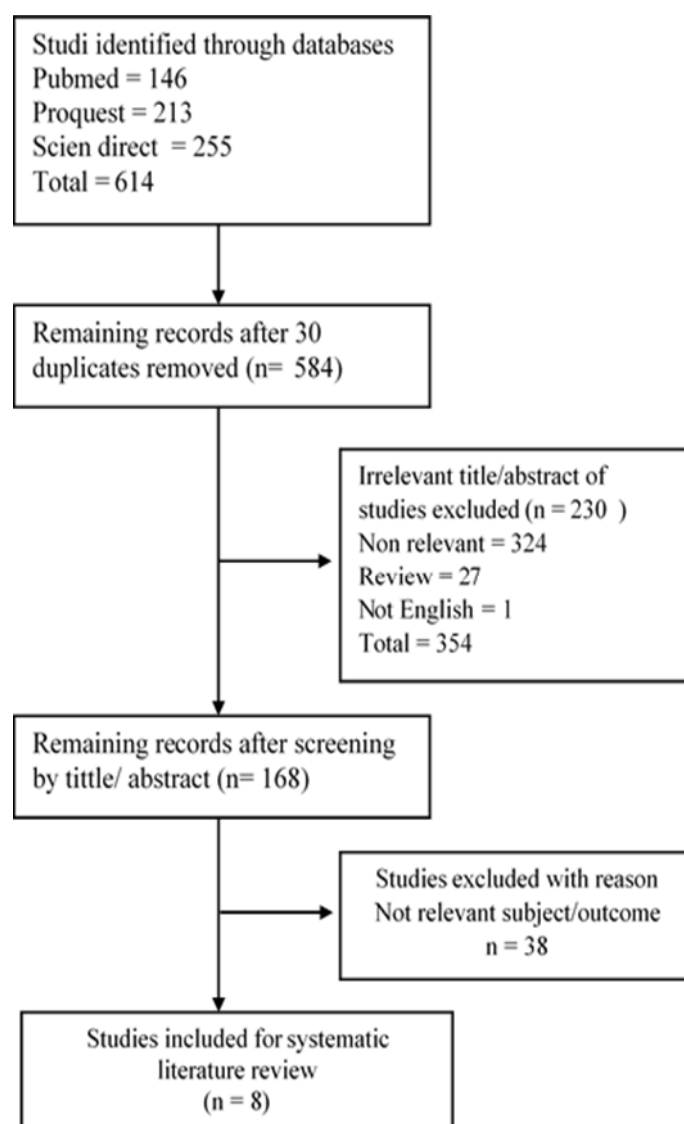 Studi identified through databases
Pubmed = 146
Proquest = 213
Scien direct  = 255
Total = 614
Remaining records after 30
duplicates removed (n=  584)
Irrelevant title/abstract of
studies excluded (n = 230  )
Non relevant = 324
Review = 27
Not English = 1
Total = 354
Remaining records after screening
by tittle/ abstract (n= 168)
Studies excluded with reason
Not relevant subject/outcome
n = 38
Studies included for systematic
literature review
(n = 8)